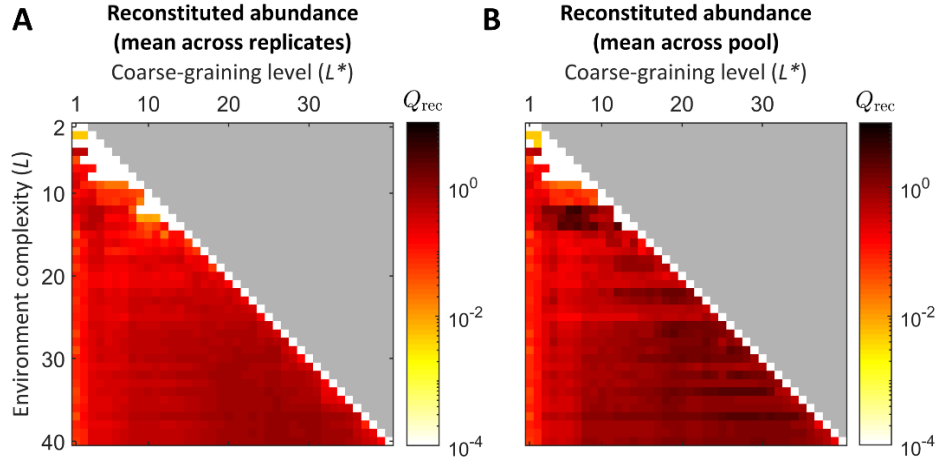 A
Reconstituted abundance
(mean across replicates)
Coarse-graining level (L*)
1 10 20 30
Q_rec
Environment complexity (L)
2
10
20
30
40
10^0
10^-2
10^-4
B
Reconstituted abundance
(mean across pool)
Coarse-graining level (L*)
1 10 20 30
Q_rec
10^0
10^-2
10^-4